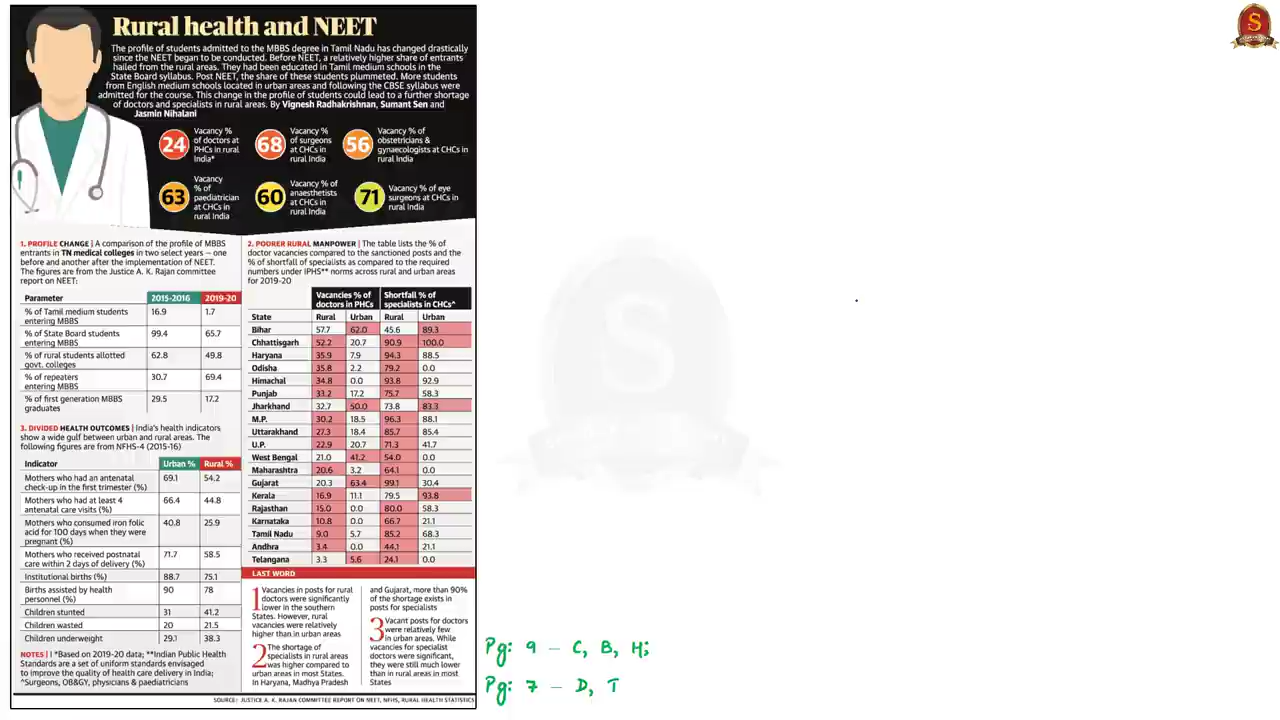 Rural health and NEET
The profile of students admitted to the MBBS degree in Tamil Nadu has changed drastically
since the NEET began to be conducted. Before NEET, a relatively higher share of entrants
hailed from the rural areas. They had been educated in Tamil medium schools in the
State Board syllabus. Post NEET, the share of these students plummeted. More students
from English medium schools located in urban areas and following the CBSE syllabus were
admitted for the course. This change in the profile of students could lead to a further shortage
of doctors and specialists in rural areas. By Vignesh Radhakrishnan, Sumant Sen and
Jasmin Nihalani
24
Vacancy %
of doctors at
PHCs in rural
India*
68
Vacancy %
of surgeons
at CHCs in
rural India
56
Vacancy % of
obstetricians &
gynaecologists at CHCs in
rural India
63
Vacancy
% of
paediatrician
at CHCs in
rural India
60
Vacancy % of
anaesthetists
at CHCs in
rural India
71
Vacancy % of eye
surgeons at CHCs in
rural India
1. PROFILE CHANGE | A comparison of the profile of MBBS
entrants in TN medical colleges in two select years — one
before and another after the implementation of NEET.
The figures are from the Justice A. K. Rajan committee
report on NEET:
Parameter 2015-2016 2019-20
% of Tamil medium students
entering MBBS 16.9 1.7
% of State Board students
entering MBBS 99.4 65.7
% of rural students allotted
govt. colleges 62.8 49.8
% of repeaters
entering MBBS 30.7 69.4
% of first generation MBBS
graduates 29.5 17.2
3. DIVIDED HEALTH OUTCOMES | India's health indicators
show a wide gulf between urban and rural areas. The
following figures are from NFHS-4 (2015-16)
Indicator Urban % Rural %
Mothers who had an antenatal
check-up in the first trimester (%) 69.1 54.2
Mothers who had at least 4
antenatal care visits (%) 66.4 44.8
Mothers who consumed iron folic
acid for 100 days when they were
pregnant (%) 40.8 25.9
Mothers who received postnatal
care within 2 days of delivery (%) 71.7 58.5
Institutional births (%) 88.7 75.1
Births assisted by health
personnel (%) 90 78
Children stunted 31 41.2
Children wasted 20 21.5
Children underweight 29.1 38.3
NOTES | I *Based on 2019-20 data; **Indian Public Health
Standards are a set of uniform standards envisaged
to improve the quality of health care delivery in India;
^Surgeons, OB&GY, physicians & paediatricians
2. POORER RURAL MANPOWER | The table lists the % of
doctor vacancies compared to the sanctioned posts and the
% of shortfall of specialists as compared to the required
numbers under IPHS** norms across rural and urban areas
for 2019-20
Vacancies % of Shortfall % of
doctors in PHCs specialists in CHCs^
State Rural Urban Rural Urban
Bihar 57.7 62.0 45.6 89.3
Chhattisgarh 52.2 20.7 90.9 100.0
Haryana 35.9 7.9 94.3 88.5
Odisha 35.8 2.2 79.2 0.0
Himachal 34.8 0.0 93.8 92.9
Punjab 33.2 17.2 75.7 58.3
Jharkhand 32.7 50.0 73.8 83.3
M.P. 30.2 18.5 96.3 88.1
Uttarakhand 27.3 18.4 85.7 85.4
U.P. 22.9 20.7 71.3 41.7
West Bengal 21.0 41.2 54.0 0.0
Maharashtra 20.6 3.2 64.1 0.0
Gujarat 20.3 63.4 99.1 30.4
Kerala 16.9 11.1 79.5 93.8
Rajasthan 15.0 0.0 80.0 58.3
Karnataka 10.8 0.0 66.7 21.1
Tamil Nadu 9.0 5.7 85.2 68.3
Andhra 3.4 0.0 44.1 21.1
Telangana 3.3 5.6 24.1 0.0
LAST WORD
1 Vacancies in posts for rural
doctors were significantly
lower in the southern
States. However, rural
vacancies were relatively
higher than in urban areas
2 The shortage of
specialists in rural areas
was higher compared to
urban areas in most States.
In Haryana, Madhya Pradesh
and Gujarat, more than 90%
of the shortage exists in
posts for specialists
3 Vacant posts for doctors
were relatively few
in urban areas. While
vacancies for specialist
doctors were significant,
they were still much lower
than in rural areas in most
States
SOURCE: JUSTICE A. K. RAJAN COMMITTEE REPORT ON NEET, NFHS, RURAL HEALTH STATISTICS
Pg: 9 – C, B, H;
Pg: 7 – D, T
S